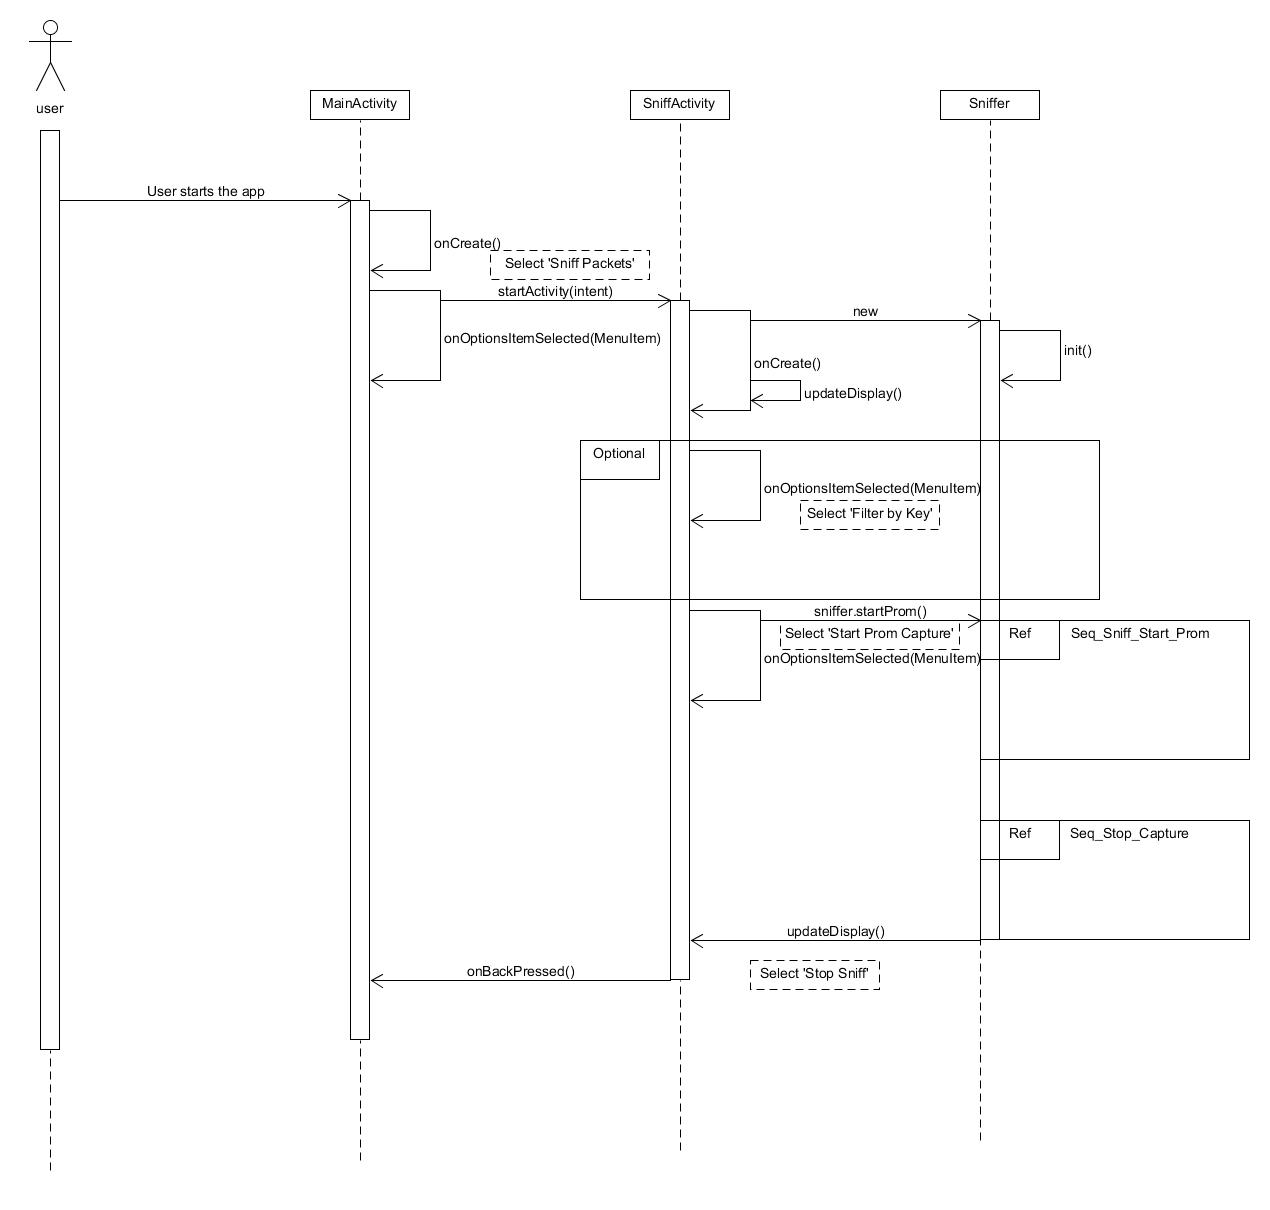 user
MainActivity
SniffActivity
Sniffer
User starts the app
onCreate()
Select 'Sniff Packets'
startActivity(intent)
new
onOptionsItemSelected(MenuItem)
init()
onCreate()
updateDisplay()
Optional
onOptionsItemSelected(MenuItem)
Select 'Filter by Key'
sniffer.startProm()
Select 'Start Prom Capture'
Ref
Seq_Sniff_Start_Prom
onOptionsItemSelected(MenuItem)
Ref
Seq_Stop_Capture
updateDisplay()
onBackPressed()
Select 'Stop Sniff'